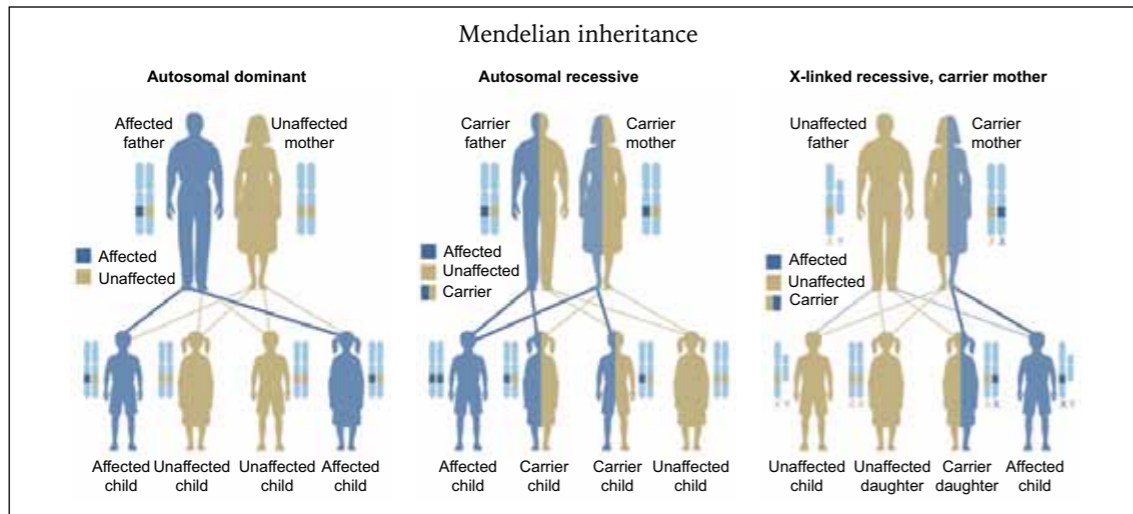 Mendelian inheritance
Autosomal dominant
Affected
father
Unaffected
mother
Affected
Unaffected
Affected
child
Unaffected
child
Unaffected
child
Affected
child
Autosomal recessive
Carrier
father
Carrier
mother
Affected
Unaffected
Carrier
Affected
child
Carrier
child
Carrier
child
Unaffected
child
X-linked recessive, carrier mother
Unaffected
father
Carrier
mother
X Y
X X
Affected
Unaffected
Carrier
X Y
X X
X X
X Y
Unaffected
child
Unaffected
daughter
Carrier
daughter
Affected
child